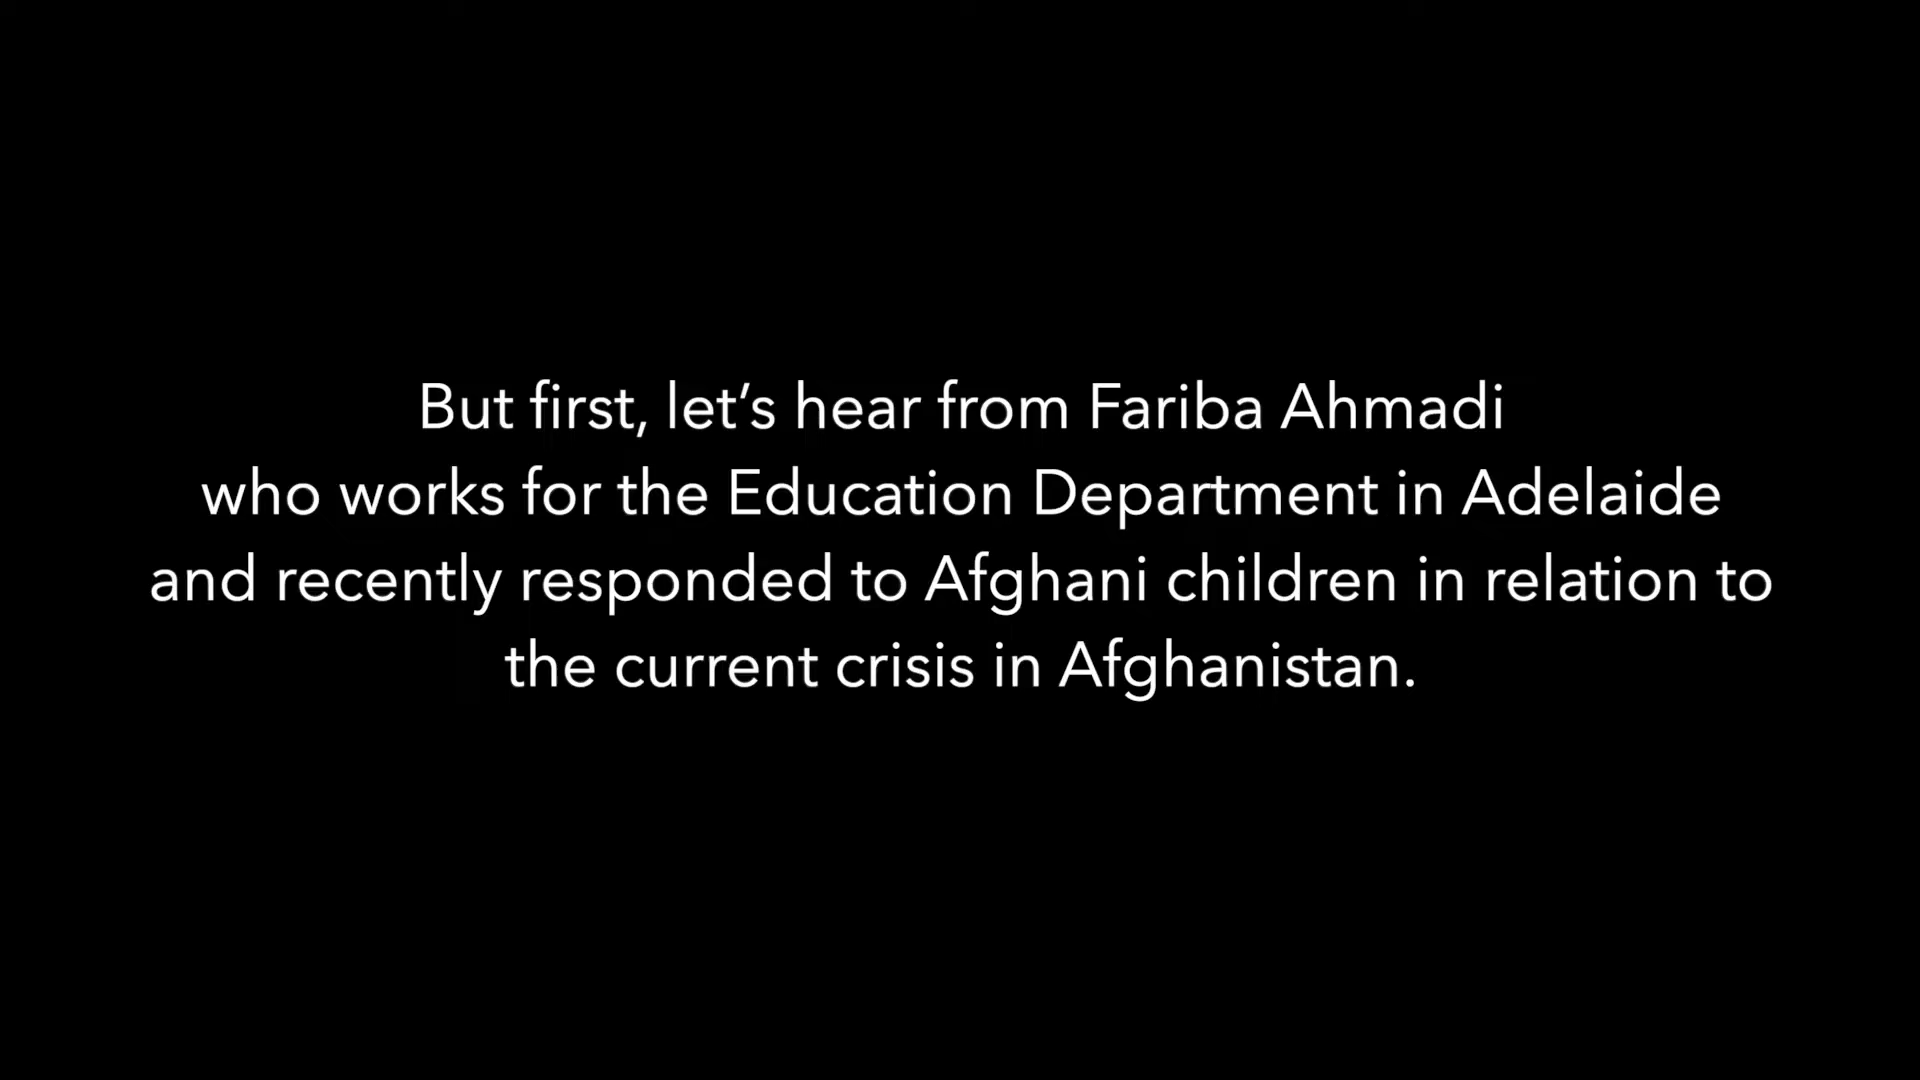 But first, let’s hear from Fariba Ahmadi
who works for the Education Department in Adelaide
and recently responded to Afghani children in relation to
the current crisis in Afghanistan.